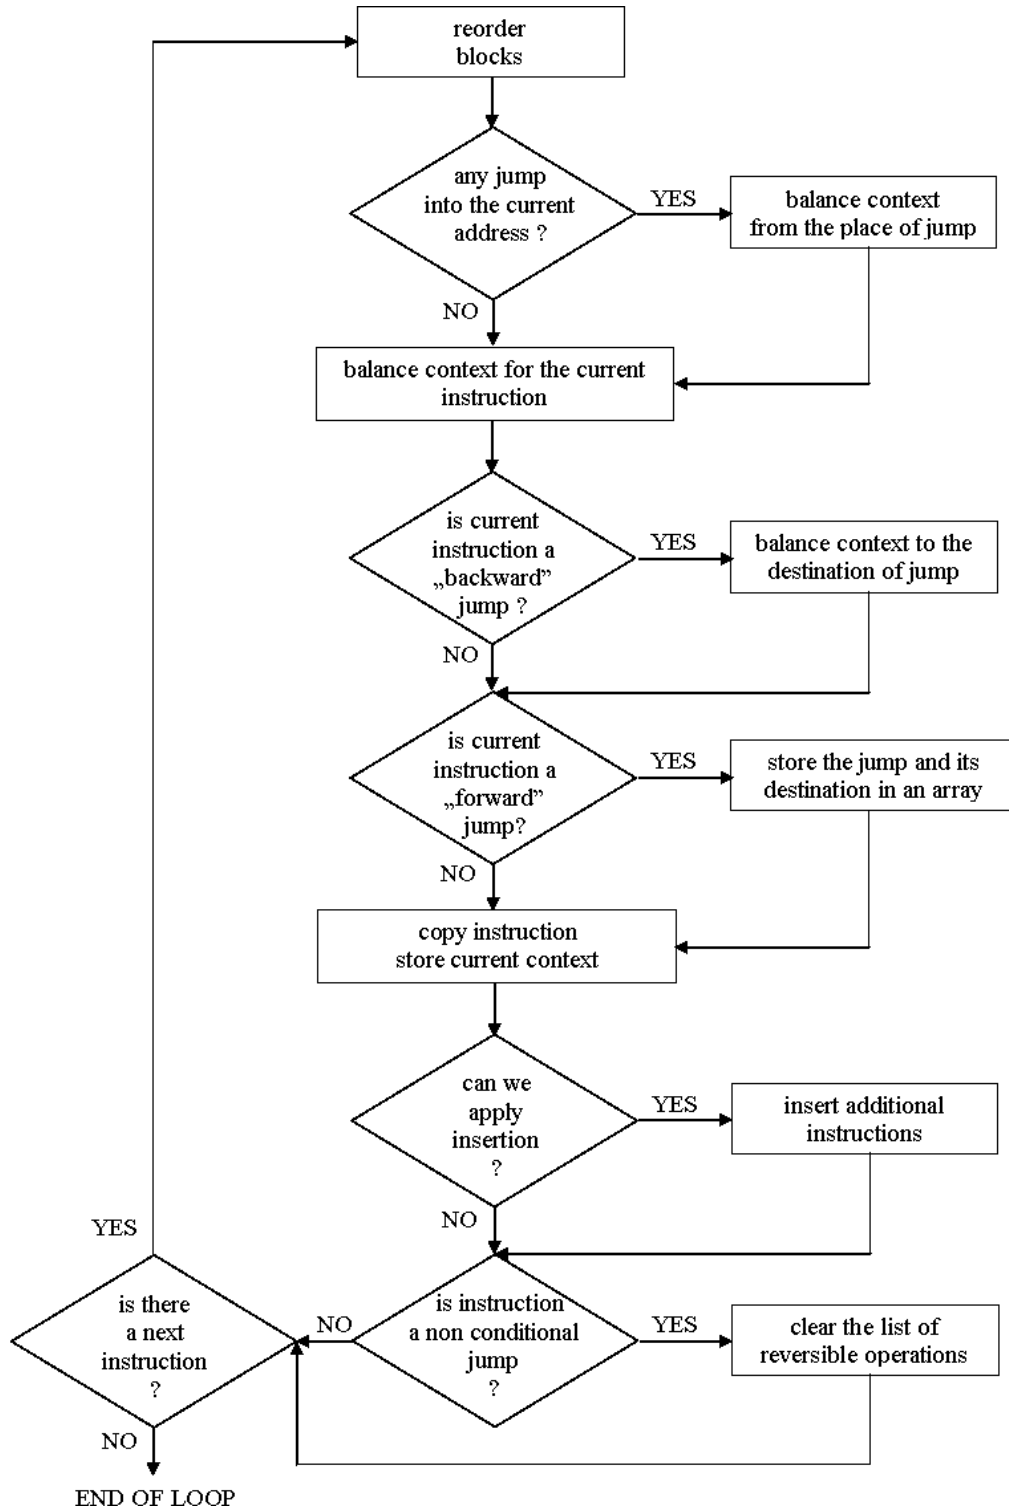 reorder
blocks
any jump
into the current
address ?
YES
balance context
from the place of jump
NO
balance context for the current
instruction
is current
instruction a
„backward”
jump ?
YES
balance context to the
destination of jump
NO
is current
instruction a
„forward”
jump?
YES
store the jump and its
destination in an array
NO
copy instruction
store current context
can we
apply
insertion
?
YES
insert additional
instructions
NO
is instruction
a non conditional
jump
?
YES
clear the list of
reversible operations
NO
is there
a next
instruction
?
YES
NO
END OF LOOP